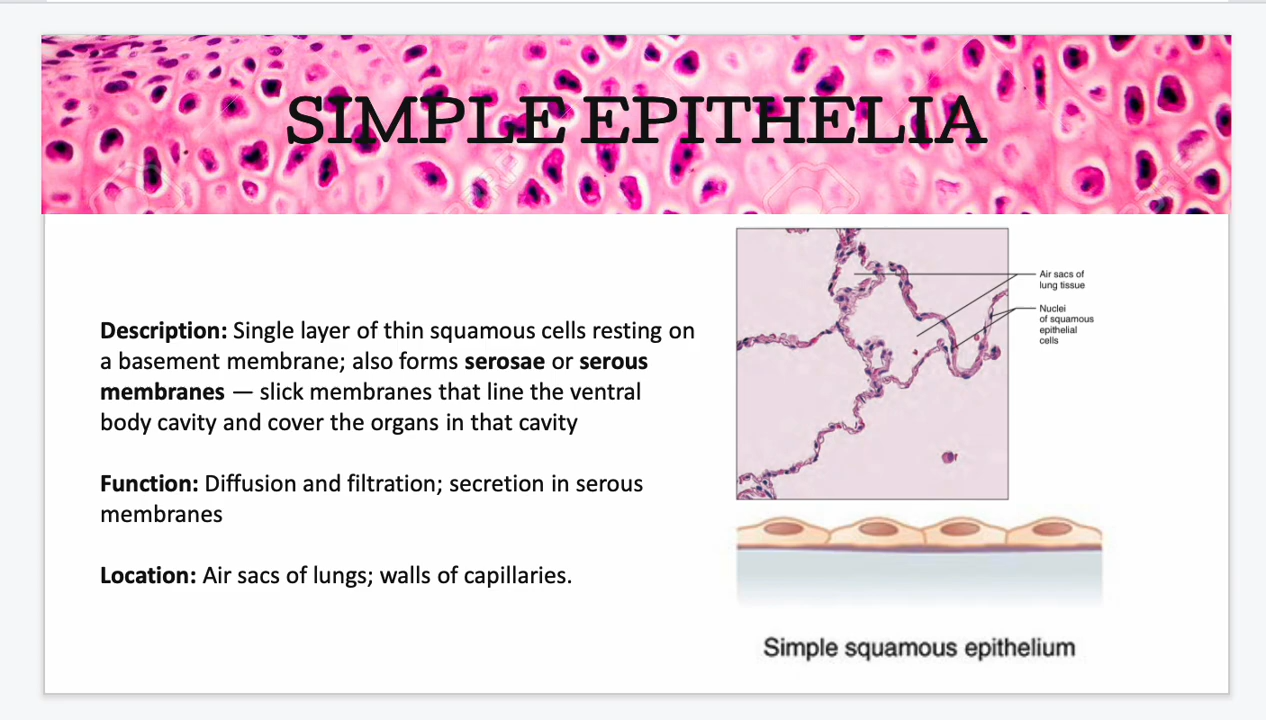 SIMPLE EPITHELIA
Description: Single layer of thin squamous cells resting on
a basement membrane; also forms serosae or serous
membranes — slick membranes that line the ventral
body cavity and cover the organs in that cavity
Function: Diffusion and filtration; secretion in serous
membranes
Location: Air sacs of lungs; walls of capillaries.
Air sacs of
lung tissue
Nuclei
of squamous
epithelial
cells
Simple squamous epithelium